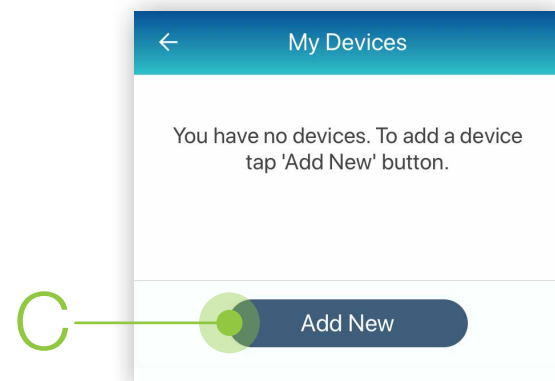 My Devices
You have no devices. To add a device
tap 'Add New' button.
C
Add New